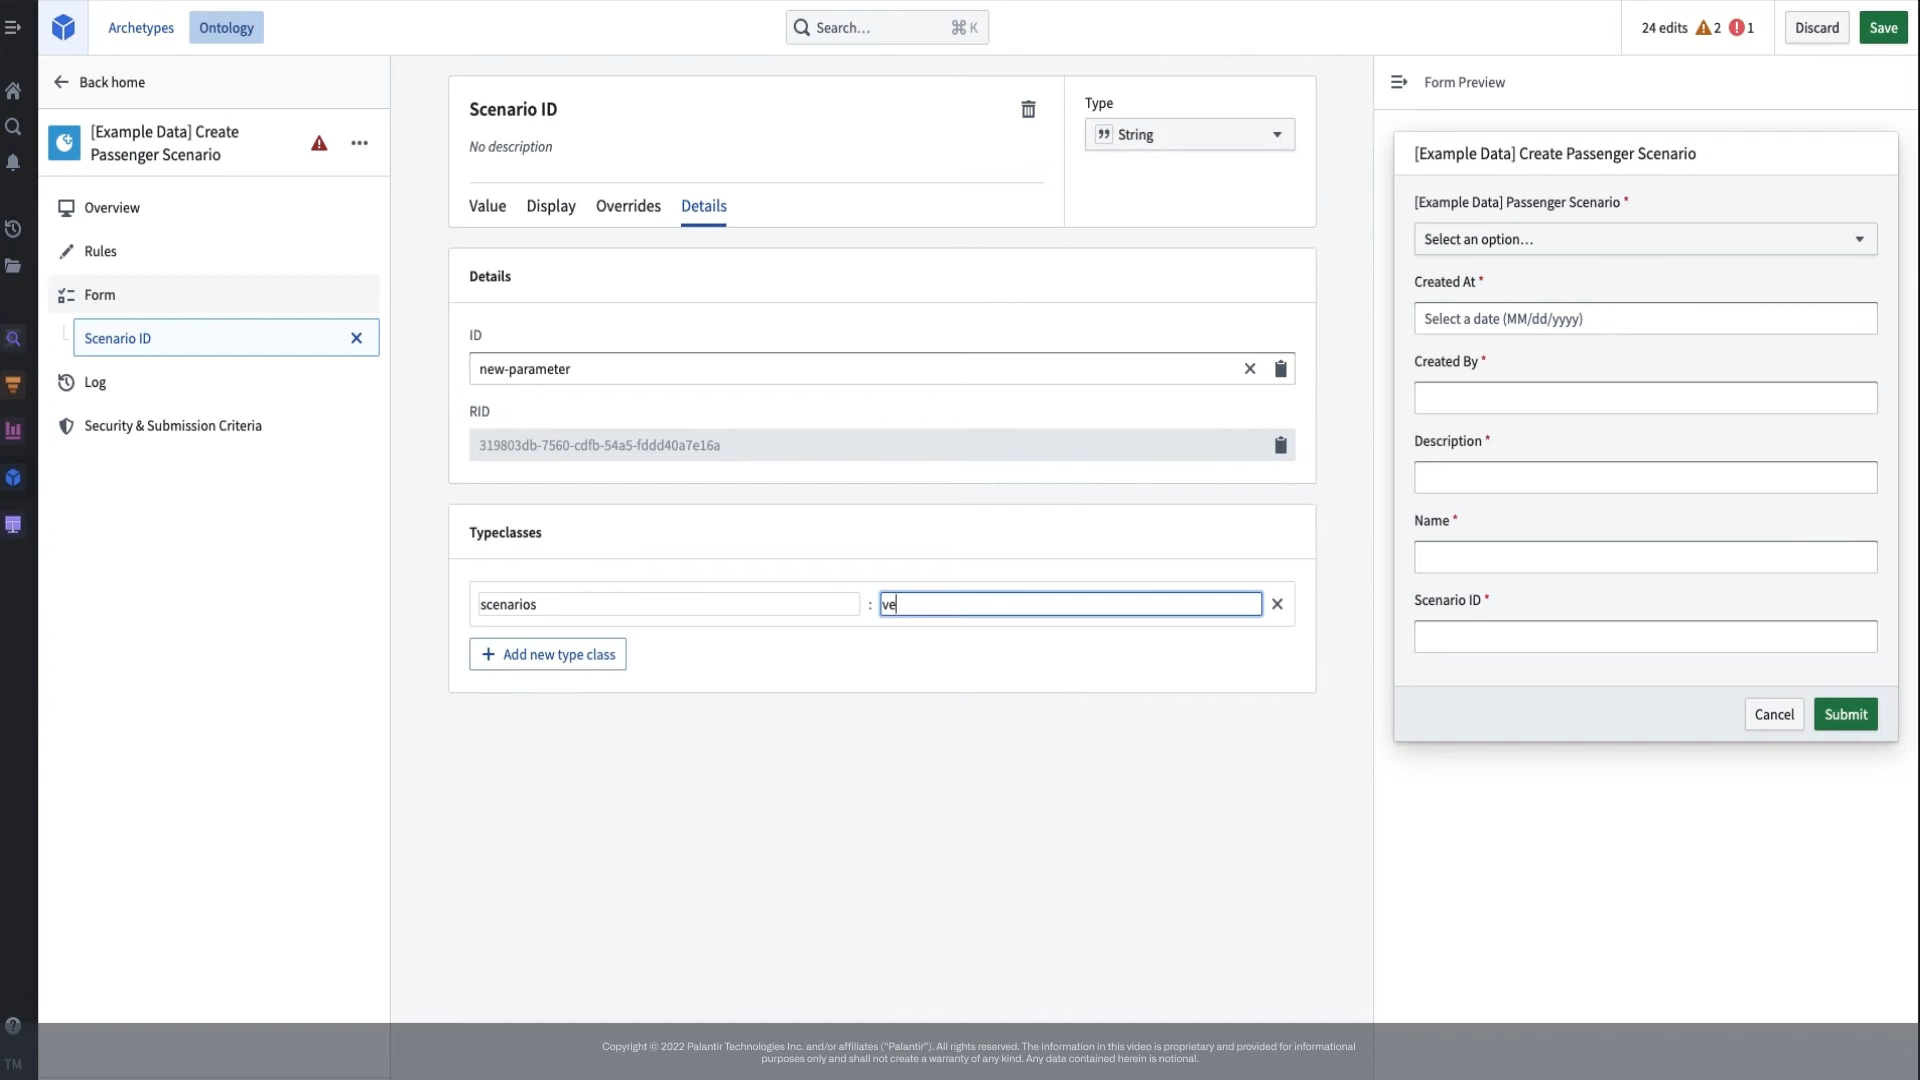 Archetypes
Ontology
Search...
⌘ K
24 edits
2
1
Discard
Save
Back home
[Example Data] Create
Passenger Scenario
Overview
Rules
Form
Scenario ID
Log
Security & Submission Criteria
Scenario ID
No description
Value
Display
Overrides
Details
Type
String
Details
ID
new-parameter
RID
319803db-7560-cdfb-54a5-fddd40a7e16a
Typeclasses
scenarios : ve
Add new type class
Form Preview
[Example Data] Create Passenger Scenario
[Example Data] Passenger Scenario *
Select an option...
Created At *
Select a date (MM/dd/yyyy)
Created By *
Description *
Name *
Scenario ID *
Cancel
Submit
TM
Copyright © 2022 Palantir Technologies Inc. and/or affiliates (“Palantir”). All rights reserved. The information in this video is proprietary and provided for informational
purposes only and shall not create a warranty of any kind. Any data contained herein is notional.